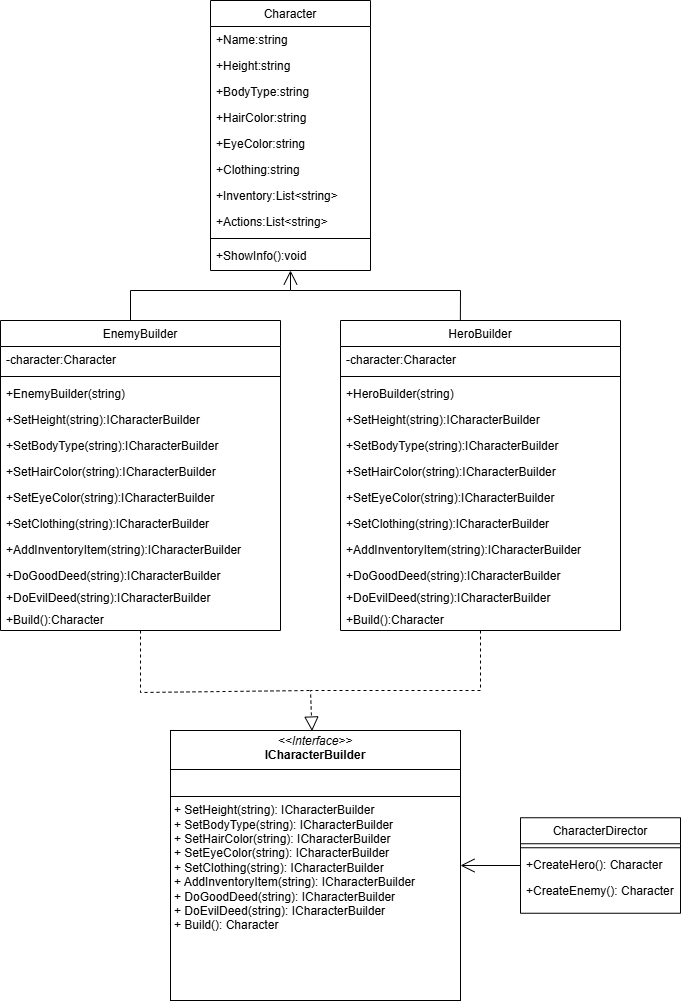 Character
+Name:string
+Height:string
+BodyType:string
+HairColor:string
+EyeColor:string
+Clothing:string
+Inventory:List<string>
+Actions:List<string>
+ShowInfo():void
EnemyBuilder
-character:Character
+EnemyBuilder(string)
+SetHeight(string):ICharacterBuilder
+SetBodyType(string):ICharacterBuilder
+SetHairColor(string):ICharacterBuilder
+SetEyeColor(string):ICharacterBuilder
+SetClothing(string):ICharacterBuilder
+AddInventoryItem(string):ICharacterBuilder
+DoGoodDeed(string):ICharacterBuilder
+DoEvilDeed(string):ICharacterBuilder
+Build():Character
HeroBuilder
-character:Character
+HeroBuilder(string)
+SetHeight(string):ICharacterBuilder
+SetBodyType(string):ICharacterBuilder
+SetHairColor(string):ICharacterBuilder
+SetEyeColor(string):ICharacterBuilder
+SetClothing(string):ICharacterBuilder
+AddInventoryItem(string):ICharacterBuilder
+DoGoodDeed(string):ICharacterBuilder
+DoEvilDeed(string):ICharacterBuilder
+Build():Character
<<Interface>>
ICharacterBuilder
+ SetHeight(string): ICharacterBuilder
+ SetBodyType(string): ICharacterBuilder
+ SetHairColor(string): ICharacterBuilder
+ SetEyeColor(string): ICharacterBuilder
+ SetClothing(string): ICharacterBuilder
+ AddInventoryItem(string): ICharacterBuilder
+ DoGoodDeed(string): ICharacterBuilder
+ DoEvilDeed(string): ICharacterBuilder
+ Build(): Character
CharacterDirector
+CreateHero(): Character
+CreateEnemy(): Character